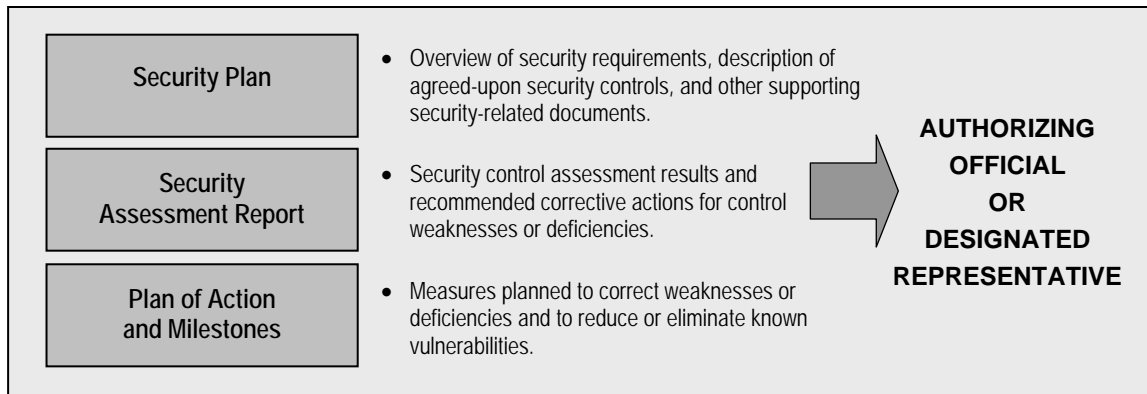 Security Plan
• Overview of security requirements, description of
agreed-upon security controls, and other supporting
security-related documents.
Security
Assessment Report
• Security control assessment results and
recommended corrective actions for control
weaknesses or deficiencies.
Plan of Action
and Milestones
• Measures planned to correct weaknesses or
deficiencies and to reduce or eliminate known
vulnerabilities.
AUTHORIZING
OFFICIAL
OR
DESIGNATED
REPRESENTATIVE